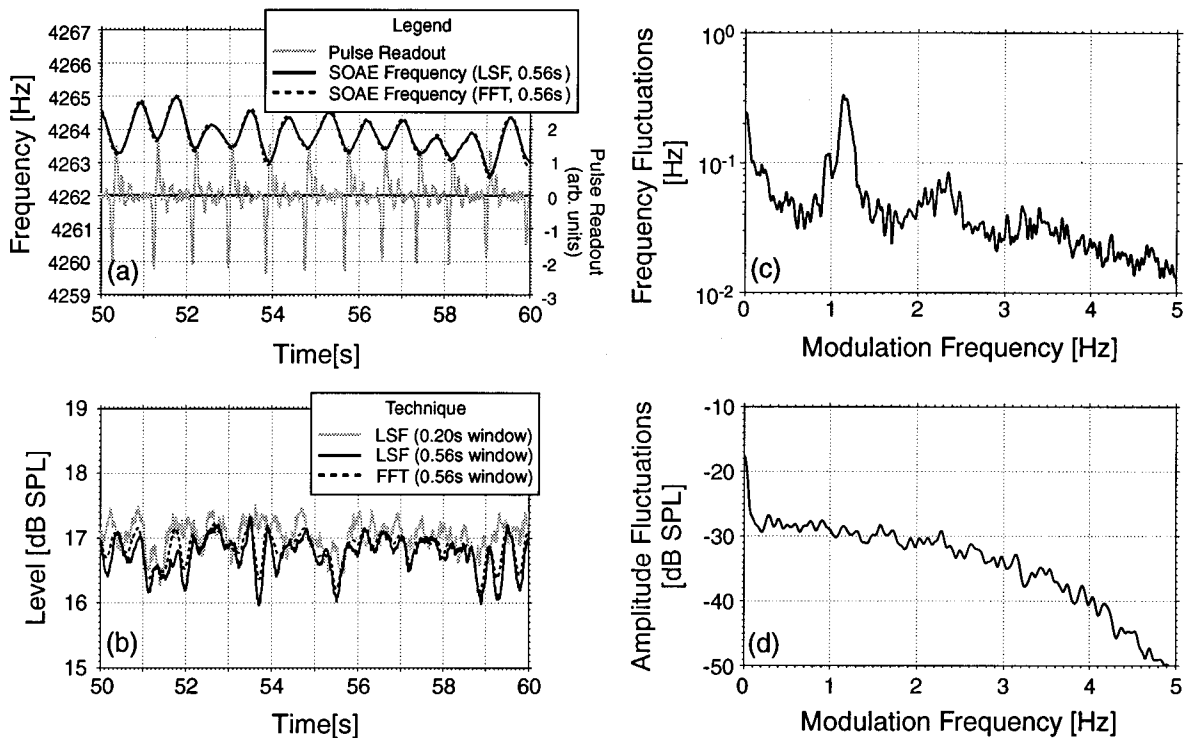 Legend
Pulse Readout
SOAE Frequency (LSF, 0.56s)
SOAE Frequency (FFT, 0.56s)
4267
4266
4265
4264
4263
4262
4261
4260
4259
Frequency [Hz]
2
1
0
-1
-2
-3
Pulse Readout
(arb. units)
(a)
50 52 54 56 58 60
Time[s]
10⁰
10⁻¹
10⁻²
Frequency Fluctuations
[Hz]
(c)
0 1 2 3 4 5
Modulation Frequency [Hz]
Technique
LSF (0.20s window)
LSF (0.56s window)
FFT (0.56s window)
19
18
17
16
15
Level [dB SPL]
(b)
50 52 54 56 58 60
Time[s]
-10
-20
-30
-40
-50
Amplitude Fluctuations
[dB SPL]
(d)
0 1 2 3 4 5
Modulation Frequency [Hz]